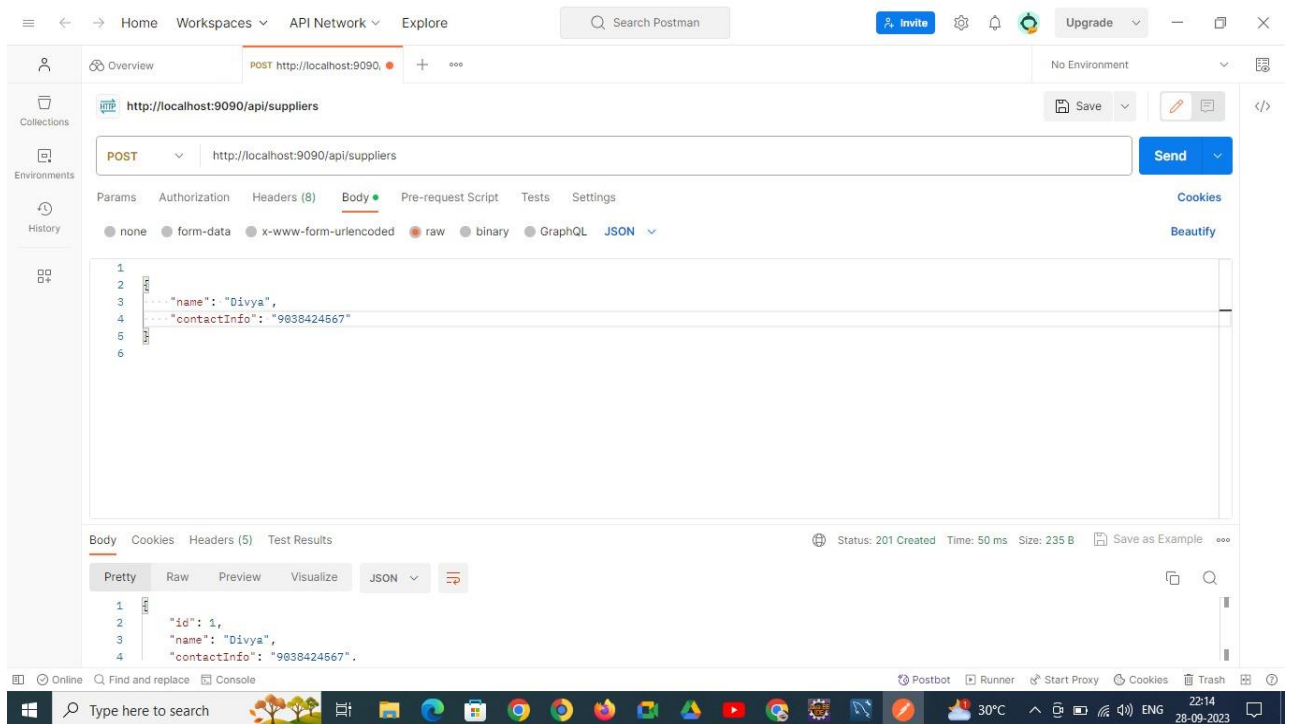 Home Workspaces API Network Explore Search Postman Invite Upgrade
Overview POST http://localhost:9090, No Environment
HTTP http://localhost:9090/api/suppliers Save
Collections
POST http://localhost:9090/api/suppliers Send
Environments
Params Authorization Headers (8) Body Pre-request Script Tests Settings Cookies
History
none form-data x-www-form-urlencoded raw binary GraphQL JSON Beautify
1
2 {
3 "name": "Divya",
4 "contactInfo": "9038424567"
5 }
6
Body Cookies Headers (5) Test Results Status: 201 Created Time: 50 ms Size: 235 B Save as Example
Pretty Raw Preview Visualize JSON
1 {
2 "id": 1,
3 "name": "Divya",
4 "contactInfo": "9038424567".
Online Find and replace Console Postbot Runner Start Proxy Cookies Trash
Type here to search 30°C ENG 22:14
28-09-2023